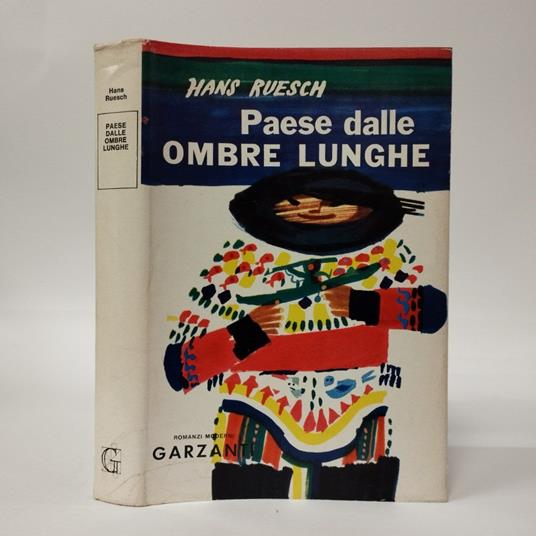 Hans
Ruesch
PAESE
DALLE
OMBRE
LUNGHE
G
HANS RUESCH
Paese dalle
OMBRE LUNGHE
ROMANZI MODERNI
GARZANTI